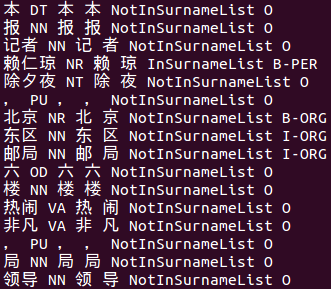 本 DT 本 本 NotInSurnameList O
报 NN 报 报 NotInSurnameList O
记者 NN 记 者 NotInSurnameList O
赖仁琼 NR 赖 琼 InSurnameList B-PER
除夕夜 NT 除 夜 NotInSurnameList O
， PU ， ， NotInSurnameList O
北京 NR 北 京 NotInSurnameList B-ORG
东区 NN 东 区 NotInSurnameList I-ORG
邮局 NN 邮 局 NotInSurnameList I-ORG
六 OD 六 六 NotInSurnameList O
楼 NN 楼 楼 NotInSurnameList O
热闹 VA 热 闹 NotInSurnameList O
非凡 VA 非 凡 NotInSurnameList O
， PU ， ， NotInSurnameList O
局 NN 局 局 NotInSurnameList O
领导 NN 领 导 NotInSurnameList O